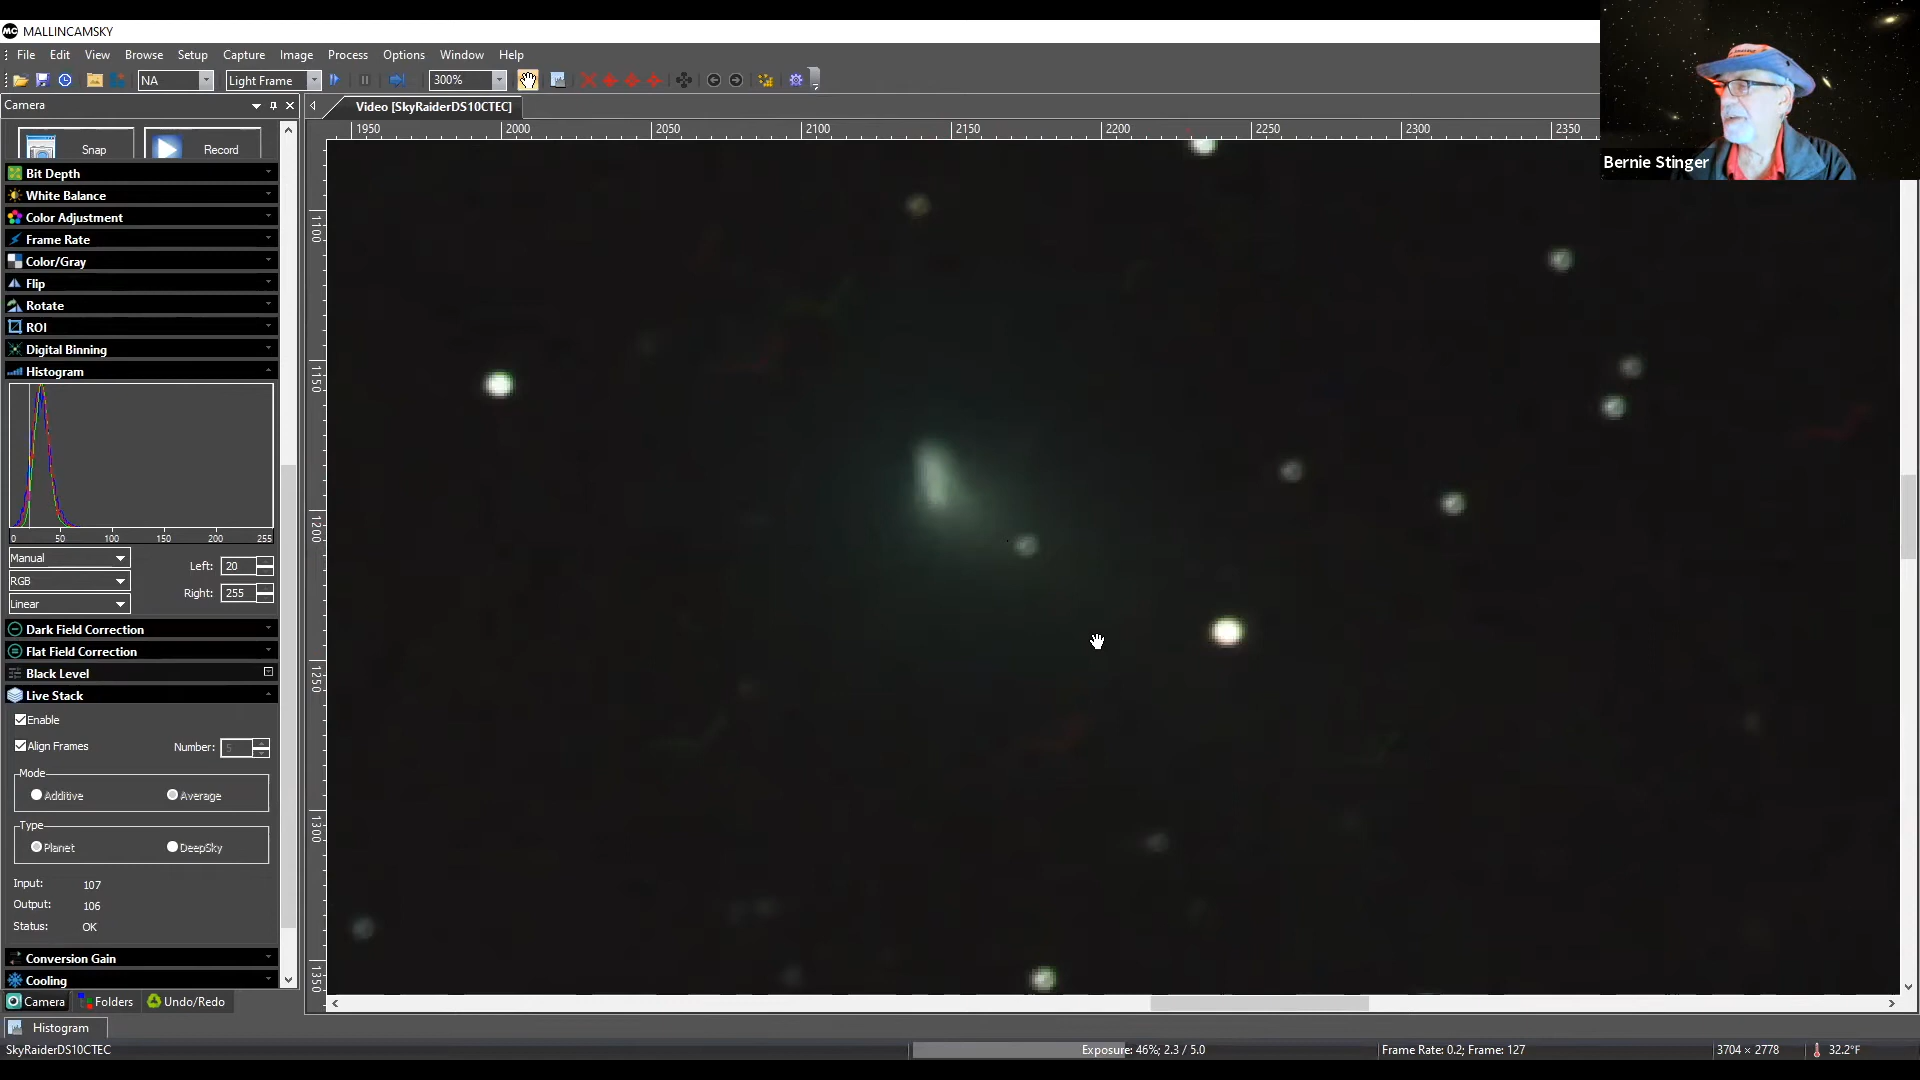 MALLINCAMSKY
File Edit View Browse Setup Capture Image Process Options Window Help
NA Light Frame 300%
Camera Video [SkyRaiderDS10CTEC]
1950 2000 2050 2100 2150 2200 2250 2300 2350
Snap Record
Bernie Stinger
Bit Depth
White Balance
Color Adjustment
1100
Frame Rate
Color/Gray
Flip
Rotate
ROI
Digital Binning
Histogram
1150
1200
0 50 100 150 200 255
Manual
Left: 20
RGB
Right: 255
Linear
Dark Field Correction
Flat Field Correction
Black Level
1250
Live Stack
Enable
Align Frames Number: 5
Mode
Additive Average
1300
Type
Planet DeepSky
Input: 107
Output: 106
Status: OK
Conversion Gain
1350
Cooling
Camera Folders Undo/Redo
Histogram
SkyRaiderDS10CTEC Exposure: 46%; 2.3 / 5.0 Frame Rate: 0.2; Frame: 127 3704 × 2778 32.2°F